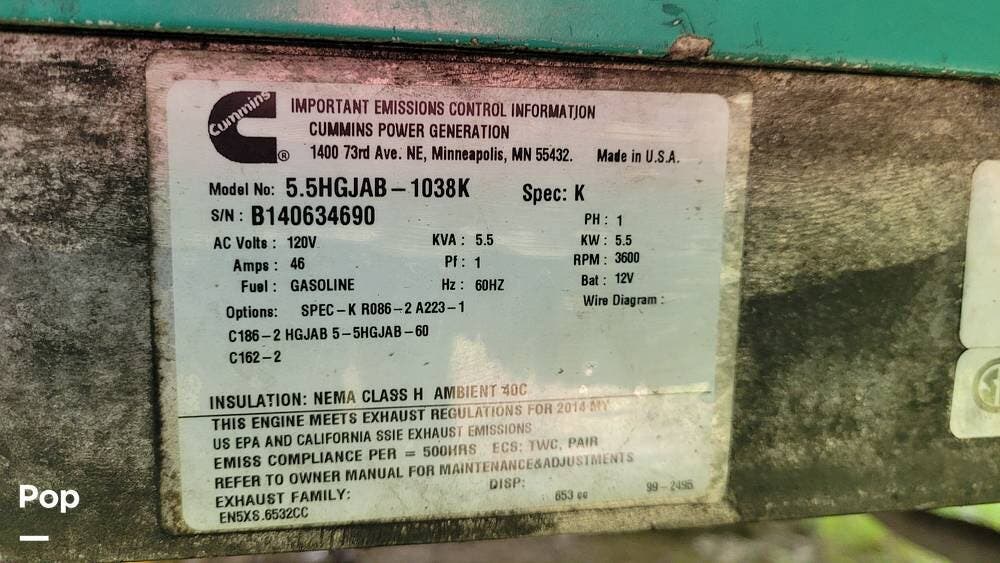 Cummins
IMPORTANT EMISSIONS CONTROL INFORMATION
CUMMINS POWER GENERATION
® 1400 73rd Ave. NE, Minneapolis, MN 55432. Made in U.S.A.
Model No: 5.5HGJAB-1038K Spec: K
S/N: B140634690 PH: 1
AC Volts: 120V KVA: 5.5 KW: 5.5
Amps: 46 Pf: 1 RPM: 3600
Fuel: GASOLINE Hz: 60HZ Bat: 12V
Options: SPEC-K R086-2 A223-1 Wire Diagram:
C186-2 HGJAB 5-5HGJAB-60
C162-2
INSULATION: NEMA CLASS H AMBIENT 40C
THIS ENGINE MEETS EXHAUST REGULATIONS FOR 2014 MY
US EPA AND CALIFORNIA SSIE EXHAUST EMISSIONS
EMISS COMPLIANCE PER = 500HRS ECS: TWC, PAIR
REFER TO OWNER MANUAL FOR MAINTENANCE&ADJUSTMENTS
EXHAUST FAMILY: DISP:
EN5XS.6532CC 653 cc 99-2495
Pop